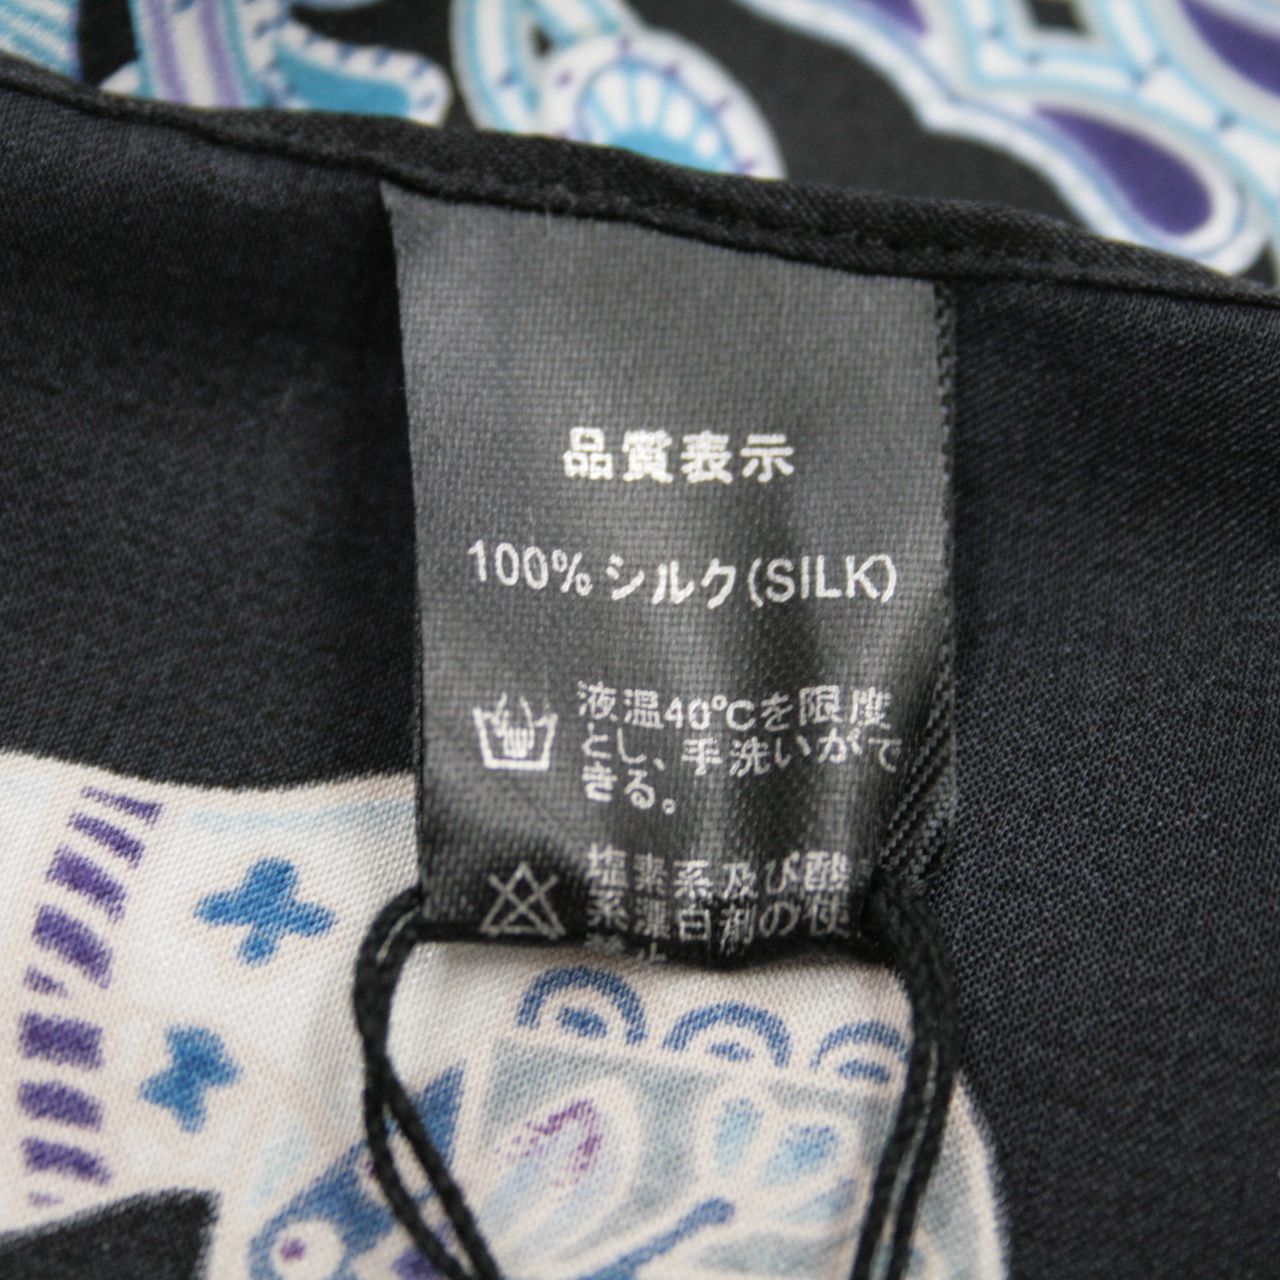 品質表示
100% シルク(SILK)
液温40℃を限度
とし、手洗いがで
きる。
塩素系及び酸
系漂白剤の使